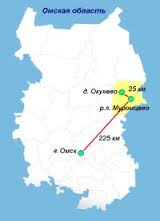 Омская область
д. Окунево
25 км
р.п. Муромцево
225 км
г. Омск